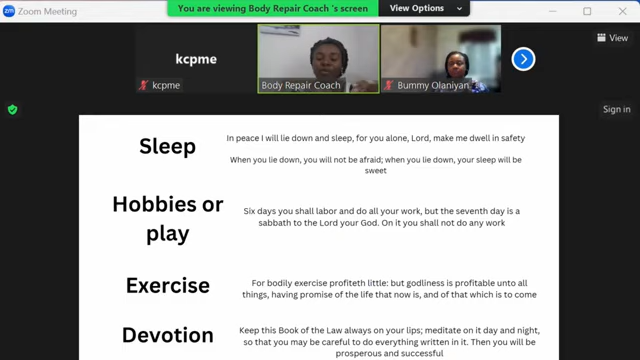 Zoom Meeting
You are viewing Body Repair Coach 's screen
View Options
kcpme
kcpme
Body Repair Coach
Bummy Olaniyan
View
Sign in
Sleep
In peace I will lie down and sleep, for you alone, Lord, make me dwell in safety
When you lie down, you will not be afraid; when you lie down, your sleep will be
sweet
Hobbies or
play
Six days you shall labor and do all your work, but the seventh day is a
sabbath to the Lord your God. On it you shall not do any work
Exercise
For bodily exercise profiteth little: but godliness is profitable unto all
things, having promise of the life that now is, and of that which is to come
Devotion
Keep this Book of the Law always on your lips; meditate on it day and night,
so that you may be careful to do everything written in it. Then you will be
prosperous and successful